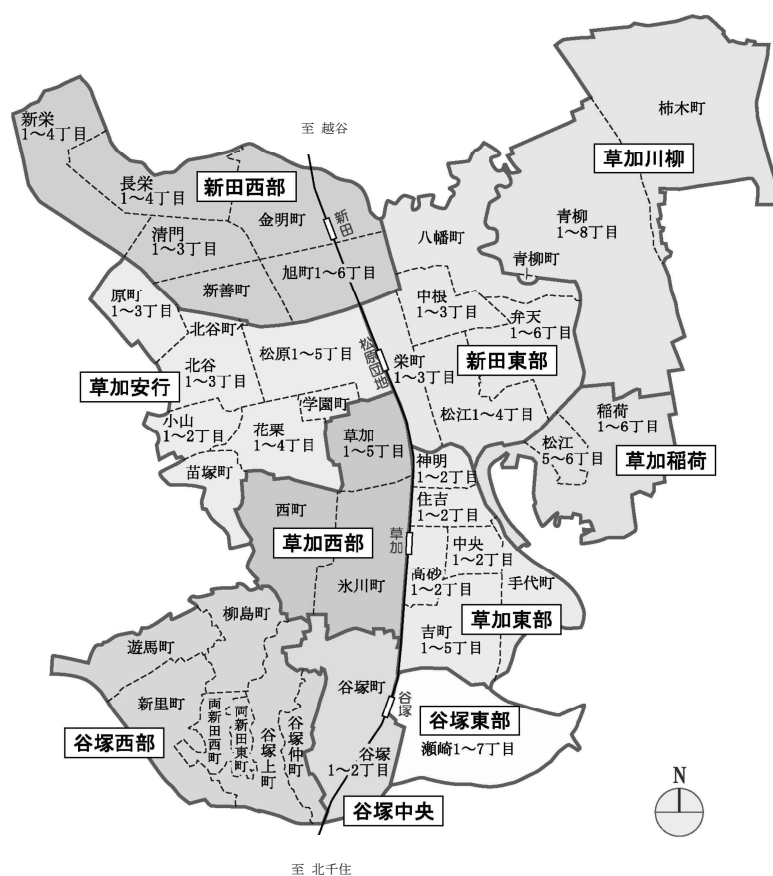 至 越谷
新栄
1～4丁目
長栄
1～4丁目
新田西部
清門
1～3丁目
金明町
新田
旭町1～6丁目
新善町
柿木町
草加川柳
青柳
1～8丁目
八幡町
青柳町
原町
1～3丁目
北谷町
北谷
1～3丁目
松原1～5丁目
松原団地
中根
1～3丁目
弁天
1～6丁目
栄町
1～3丁目
新田東部
草加安行
学園町
小山
1～2丁目
花栗
1～4丁目
苗塚町
草加
1～5丁目
松江1～4丁目
稲荷
1～6丁目
松江
5～6丁目
草加稲荷
神明
1～2丁目
住吉
1～2丁目
西町
草加西部
草加
中央
1～2丁目
高砂
1～2丁目
手代町
氷川町
草加東部
吉町
1～5丁目
柳島町
遊馬町
新里町
両新田西町
両新田東町
谷塚上町
谷塚仲町
谷塚町
谷塚
谷塚西部
谷塚東部
瀬崎1～7丁目
谷塚
1～2丁目
谷塚中央
N
至 北千住